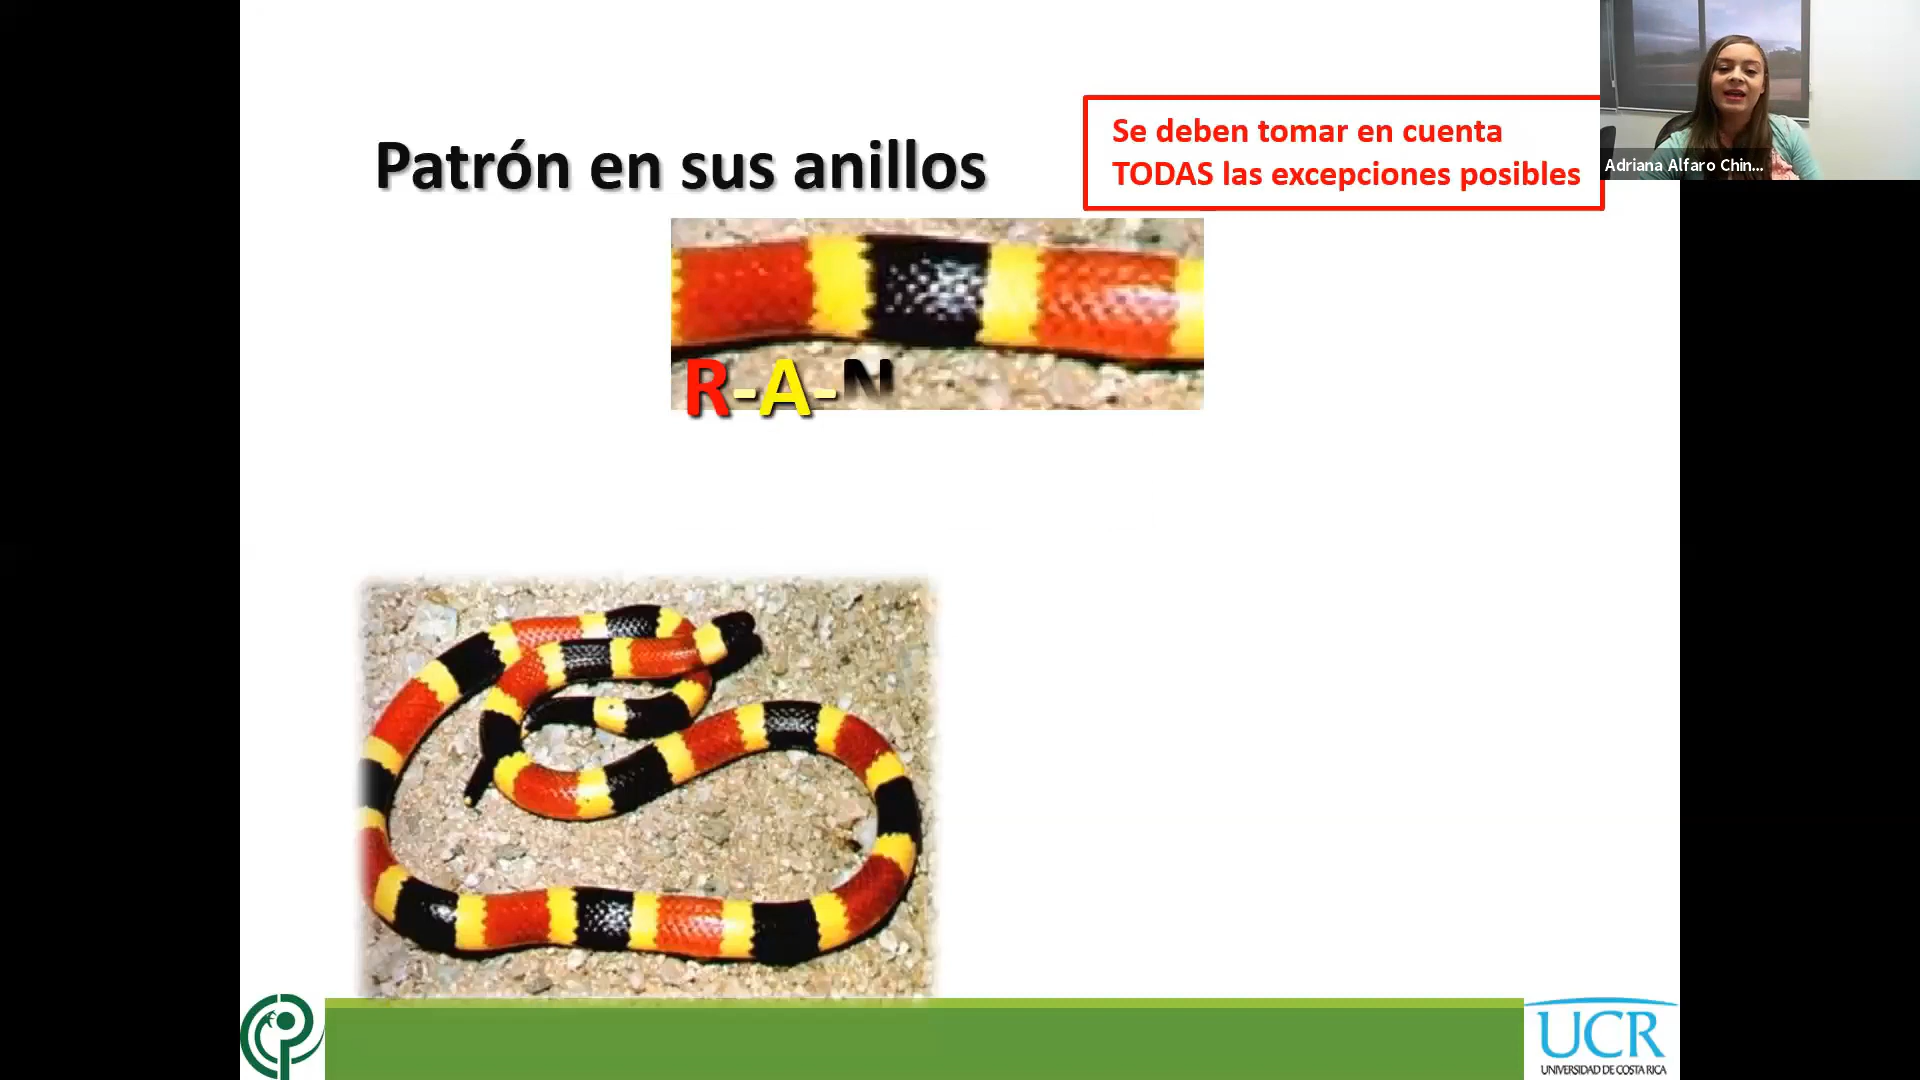 Patrón en sus anillos
Se deben tomar en cuenta
TODAS las excepciones posibles
Adriana Alfaro Chin...
R-A-N
UCR
UNIVERSIDAD DE COSTA RICA